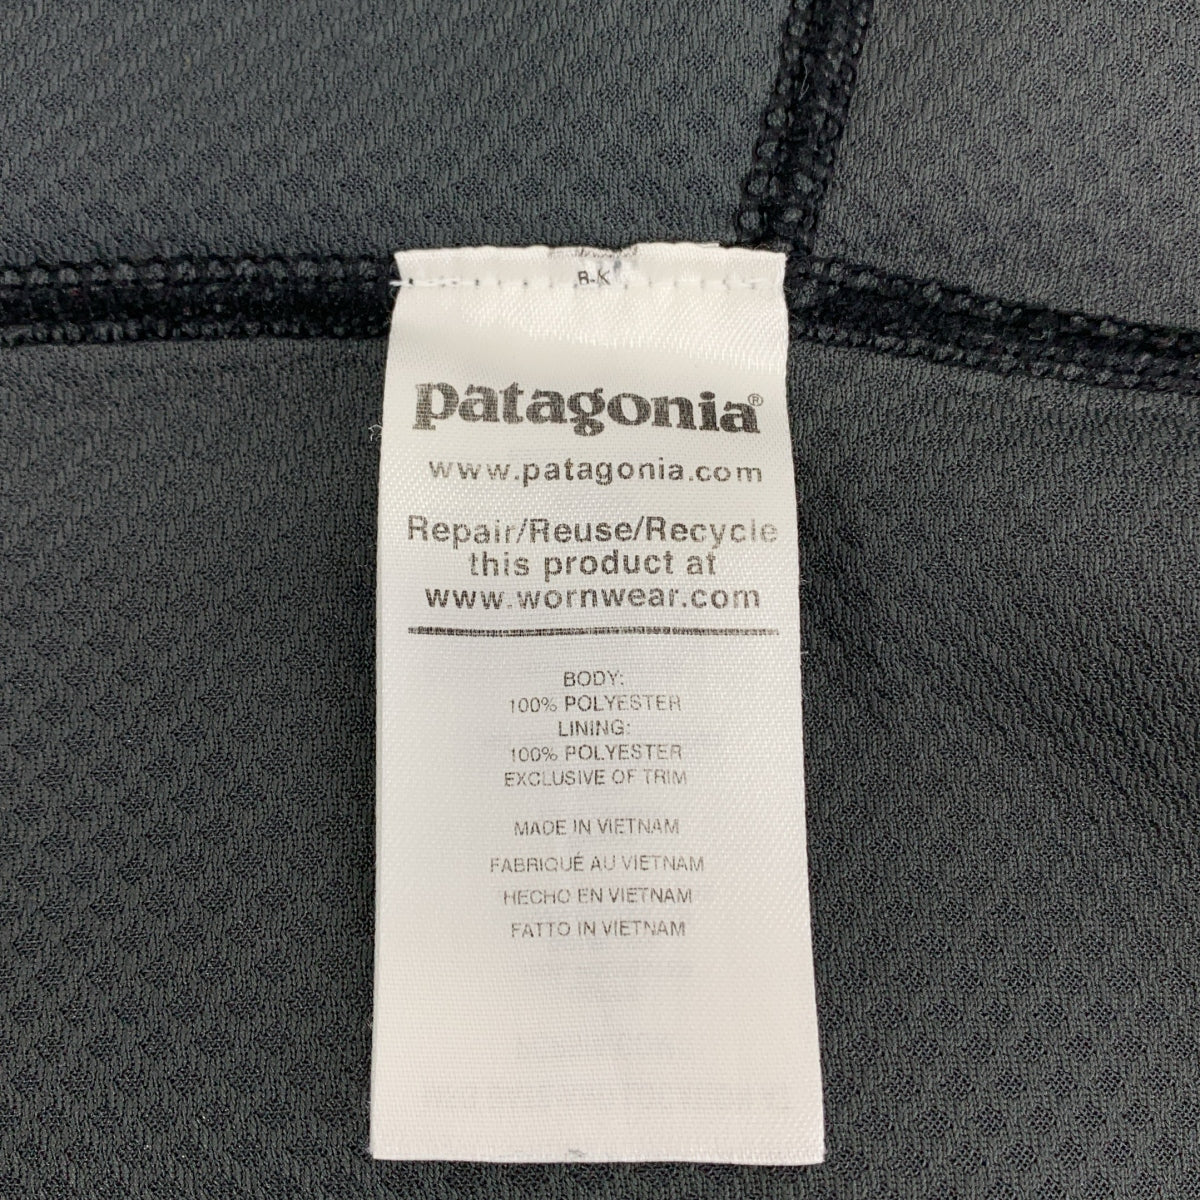 patagonia®
www.patagonia.com
Repair/Reuse/Recycle
this product at
www.wornwear.com
BODY:
100% POLYESTER
LINING:
100% POLYESTER
EXCLUSIVE OF TRIM
MADE IN VIETNAM
FABRIQUÉ AU VIETNAM
HECHO EN VIETNAM
FATTO IN VIETNAM